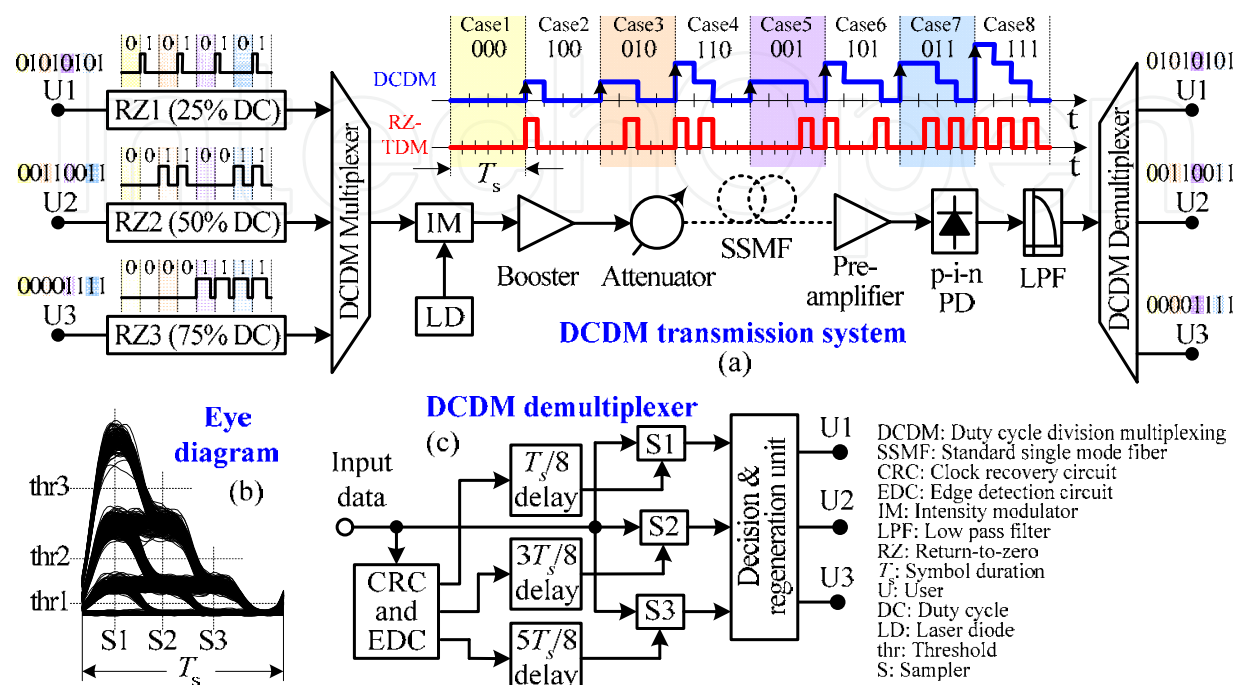 Case1 Case2 Case3 Case4 Case5 Case6 Case7 Case8
000 100 010 110 001 101 011 111
DCDM
t
RZ-
TDM
t
Ts
01010101
U1
0 1 0 1 0 1 0 1
RZ1 (25% DC)
00110011
U2
0 0 1 1 0 0 1 1
RZ2 (50% DC)
00001111
U3
0 0 0 0 1 1 1 1
RZ3 (75% DC)
DCDM Multiplexer
IM
LD
Booster
Attenuator
SSMF
Pre-
amplifier
p-i-n
PD
LPF
DCDM Demultiplexer
01010101
U1
00110011
U2
00001111
U3
DCDM transmission system
(a)
Eye
diagram
(b)
thr3
thr2
thr1
S1 S2 S3
Ts
DCDM demultiplexer
(c)
Input
data
CRC
and
EDC
Ts/8
delay
3Ts/8
delay
5Ts/8
delay
S1
S2
S3
Decision &
regeneration unit
U1
U2
U3
DCDM: Duty cycle division multiplexing
SSMF: Standard single mode fiber
CRC: Clock recovery circuit
EDC: Edge detection circuit
IM: Intensity modulator
LPF: Low pass filter
RZ: Return-to-zero
Ts: Symbol duration
U: User
DC: Duty cycle
LD: Laser diode
thr: Threshold
S: Sampler